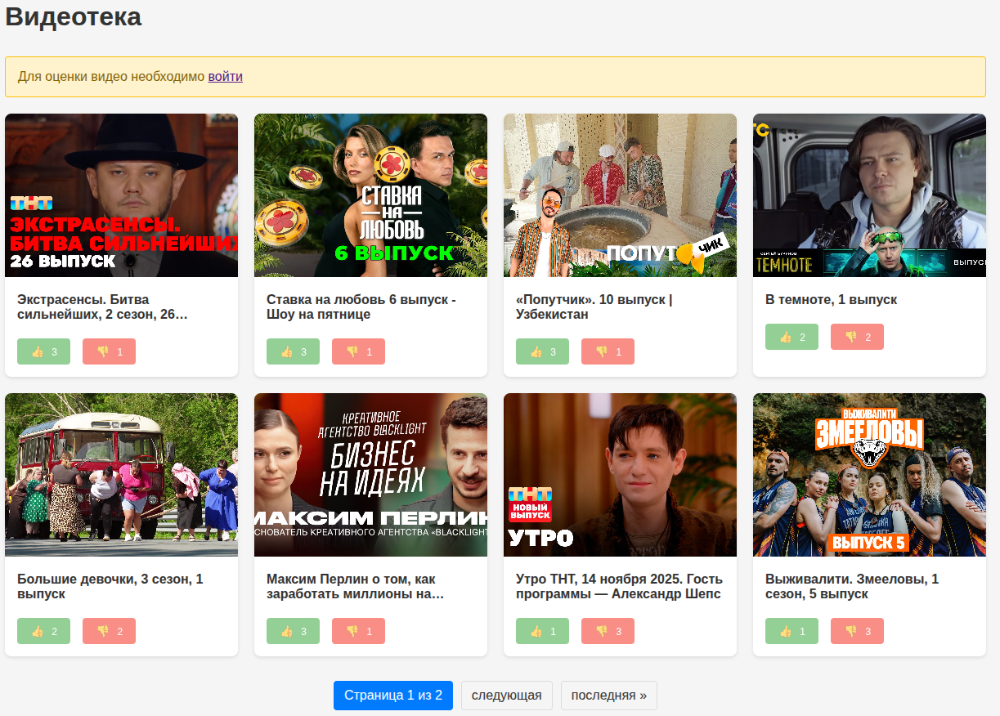 Видеотека
Для оценки видео необходимо войти
ТНТ
ЭКСТРАСЕНСЫ.
БИТВА СИЛЬНЕЙШИХ
26 ВЫПУСК
СТАВКА
НА
ЛЮБОВЬ
6 ВЫПУСК
ПОПУТЧИК
ТС
СЕРГЕЙ БУРУНОВ
ТЕМНОТЕ
ВЫПУС
Экстрасенсы. Битва
сильнейших, 2 сезон, 26…
3 1
Ставка на любовь 6 выпуск -
Шоу на пятнице
3 1
«Попутчик». 10 выпуск |
Узбекистан
3 1
В темноте, 1 выпуск
2 2
КРЕАТИВНОЕ
АГЕНТСТВО BLACKLIGHT
БИЗНЕС
НА ИДЕЯХ
МАКСИМ ПЕРЛИН
СНОВАТЕЛЬ КРЕАТИВНОГО АГЕНТСТВА «BLACKLIGHT
ТНТ
НОВЫЙ
ВЫПУСК
УТРО
ВЫЖИВАЛИТИ
ЗМЕЕЛОВЫ
ВЫПУСК 5
Большие девочки, 3 сезон, 1
выпуск
2 2
Максим Перлин о том, как
заработать миллионы на…
3 1
Утро ТНТ, 14 ноября 2025. Гость
программы — Александр Шепс
1 3
Выживалити. Змееловы, 1
сезон, 5 выпуск
1 3
Страница 1 из 2 следующая последняя »